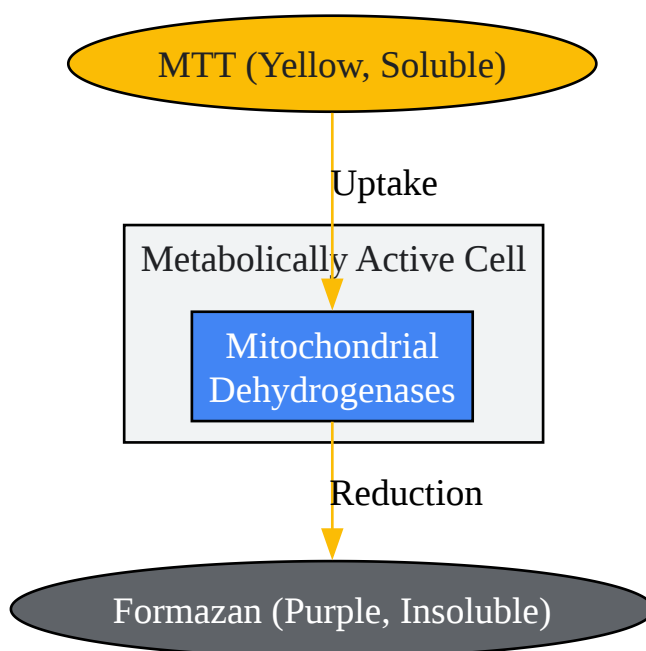 MTT (Yellow, Soluble)
Uptake
Metabolically Active Cell
Mitochondrial
Dehydrogenases
Reduction
Formazan (Purple, Insoluble)